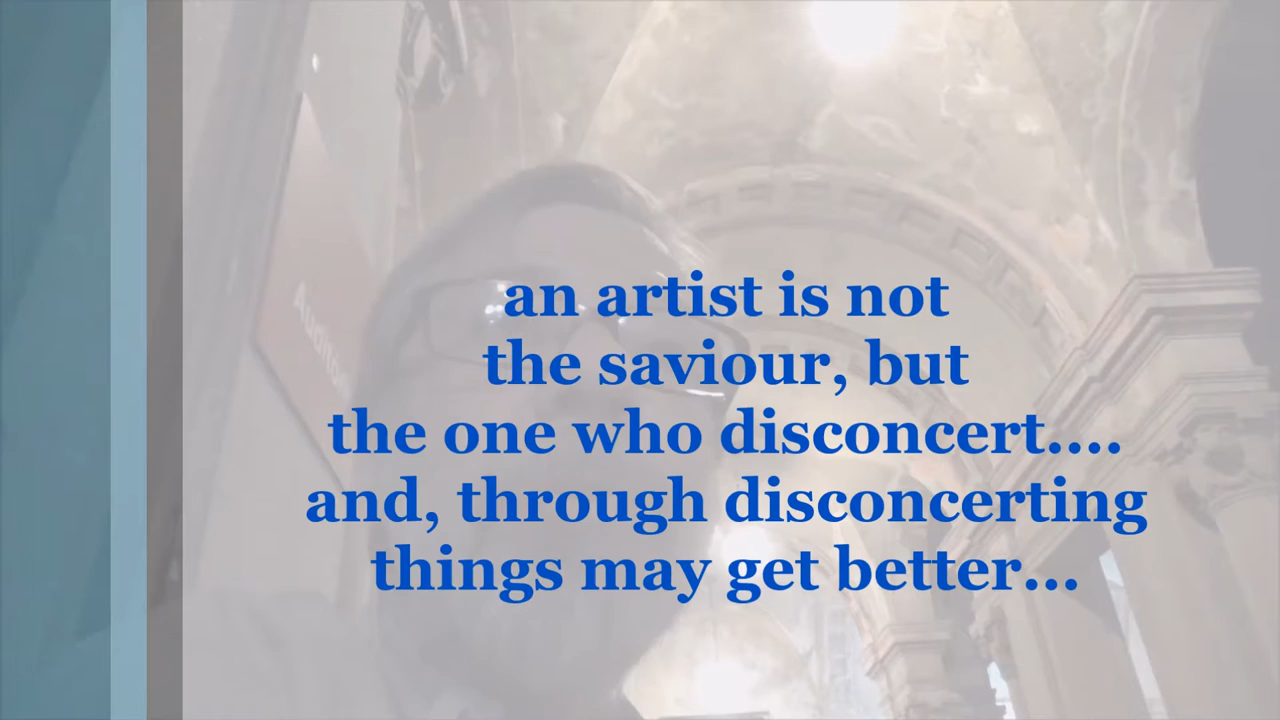 an artist is not
the saviour, but
the one who disconcert....
and, through disconcerting
things may get better...